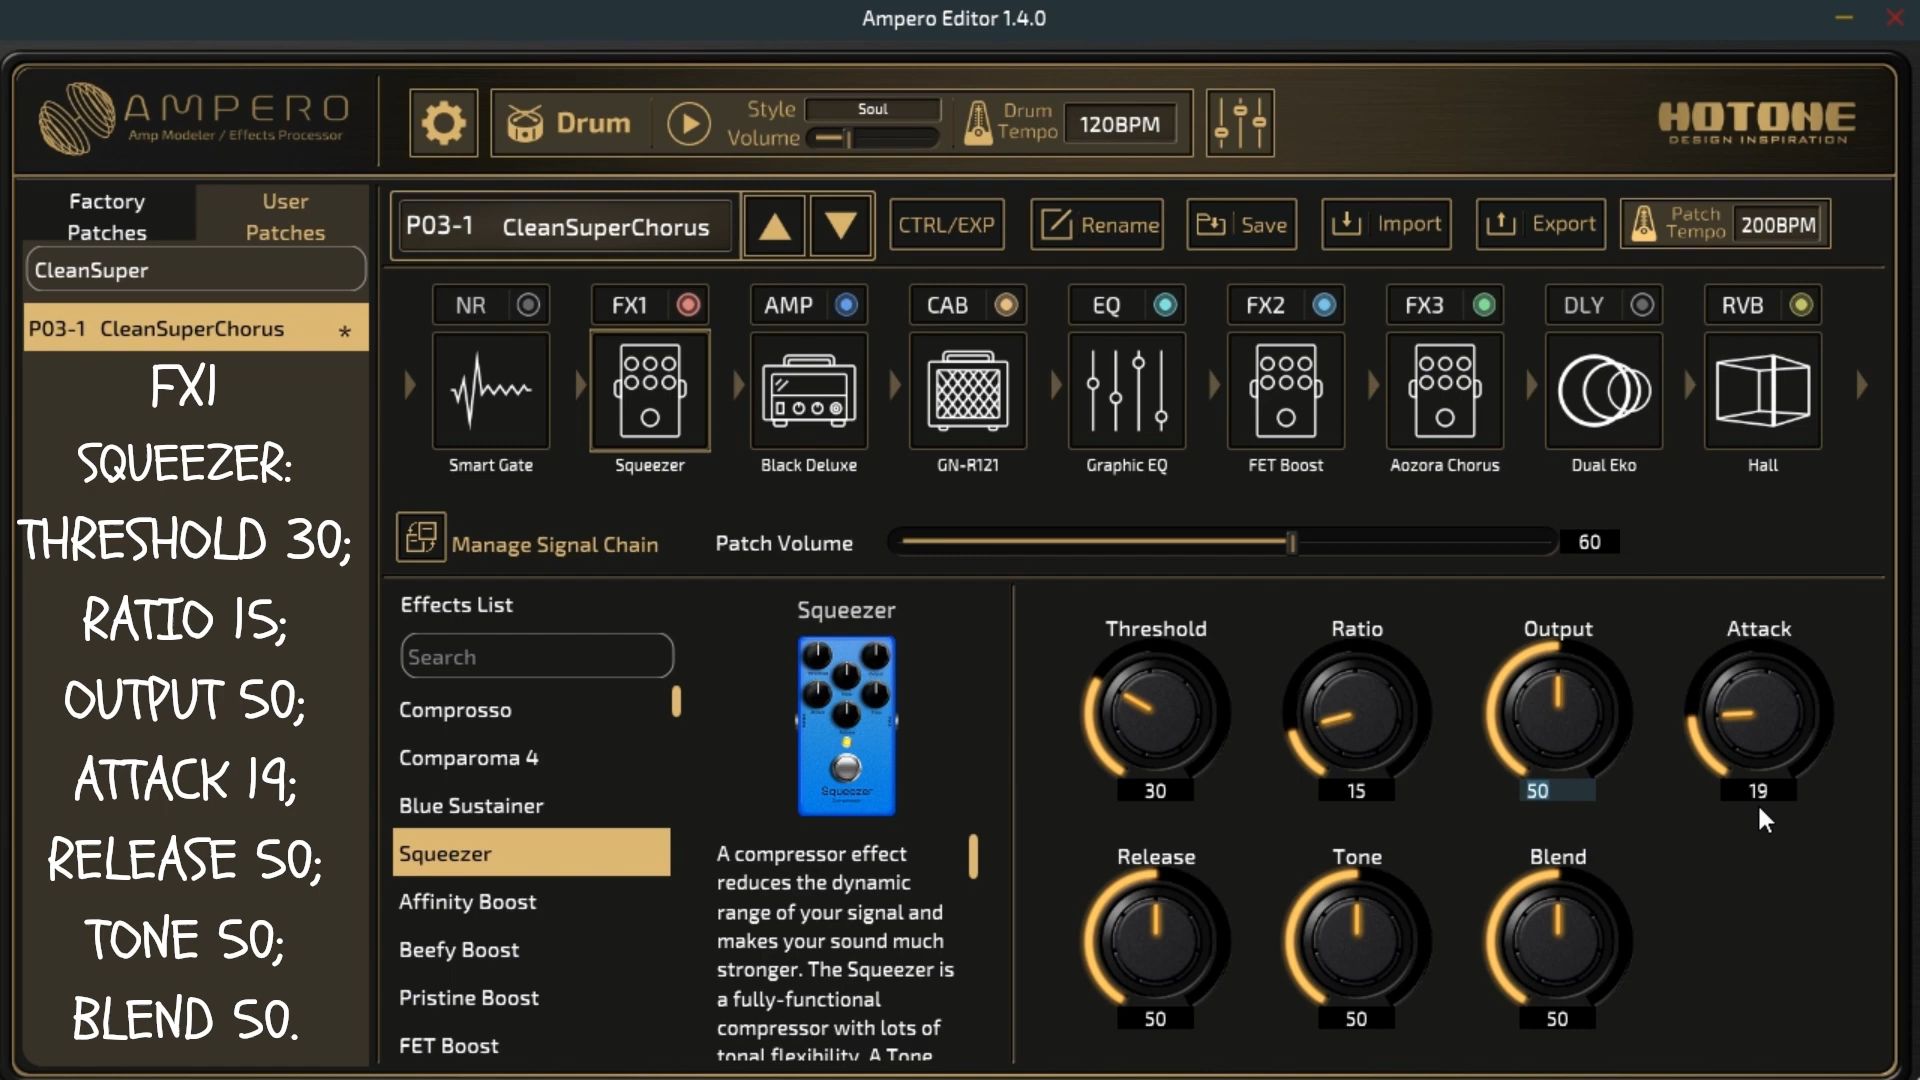 Ampero Editor 1.4.0
AMPERO
Amp Modeler / Effects Processor
Drum
Style
Soul
Volume
Drum
Tempo
120BPM
HOTONE
DESIGN INSPIRATION
Factory
Patches
User
Patches
CleanSuper
P03-1 CleanSuperChorus *
P03-1 CleanSuperChorus
CTRL/EXP
Rename
Save
Import
Export
Patch
Tempo
200BPM
NR
FX1
AMP
CAB
EQ
FX2
FX3
DLY
RVB
Smart Gate
Squeezer
Black Deluxe
GN-R121
Graphic EQ
FET Boost
Aozora Chorus
Dual Eko
Hall
FX1
SQUEEZER:
THRESHOLD 30;
RATIO 15;
OUTPUT 50;
ATTACK 19;
RELEASE 50;
TONE 50;
BLEND 50.
Manage Signal Chain
Patch Volume
60
Effects List
Search
Comprosso
Comparoma 4
Blue Sustainer
Squeezer
Affinity Boost
Beefy Boost
Pristine Boost
FET Boost
Squeezer
Squeezer
A compressor effect
reduces the dynamic
range of your signal and
makes your sound much
stronger. The Squeezer is
a fully-functional
compressor with lots of
tonal flexibility. A Tone
Threshold
30
Ratio
15
Output
50
Attack
19
Release
50
Tone
50
Blend
50